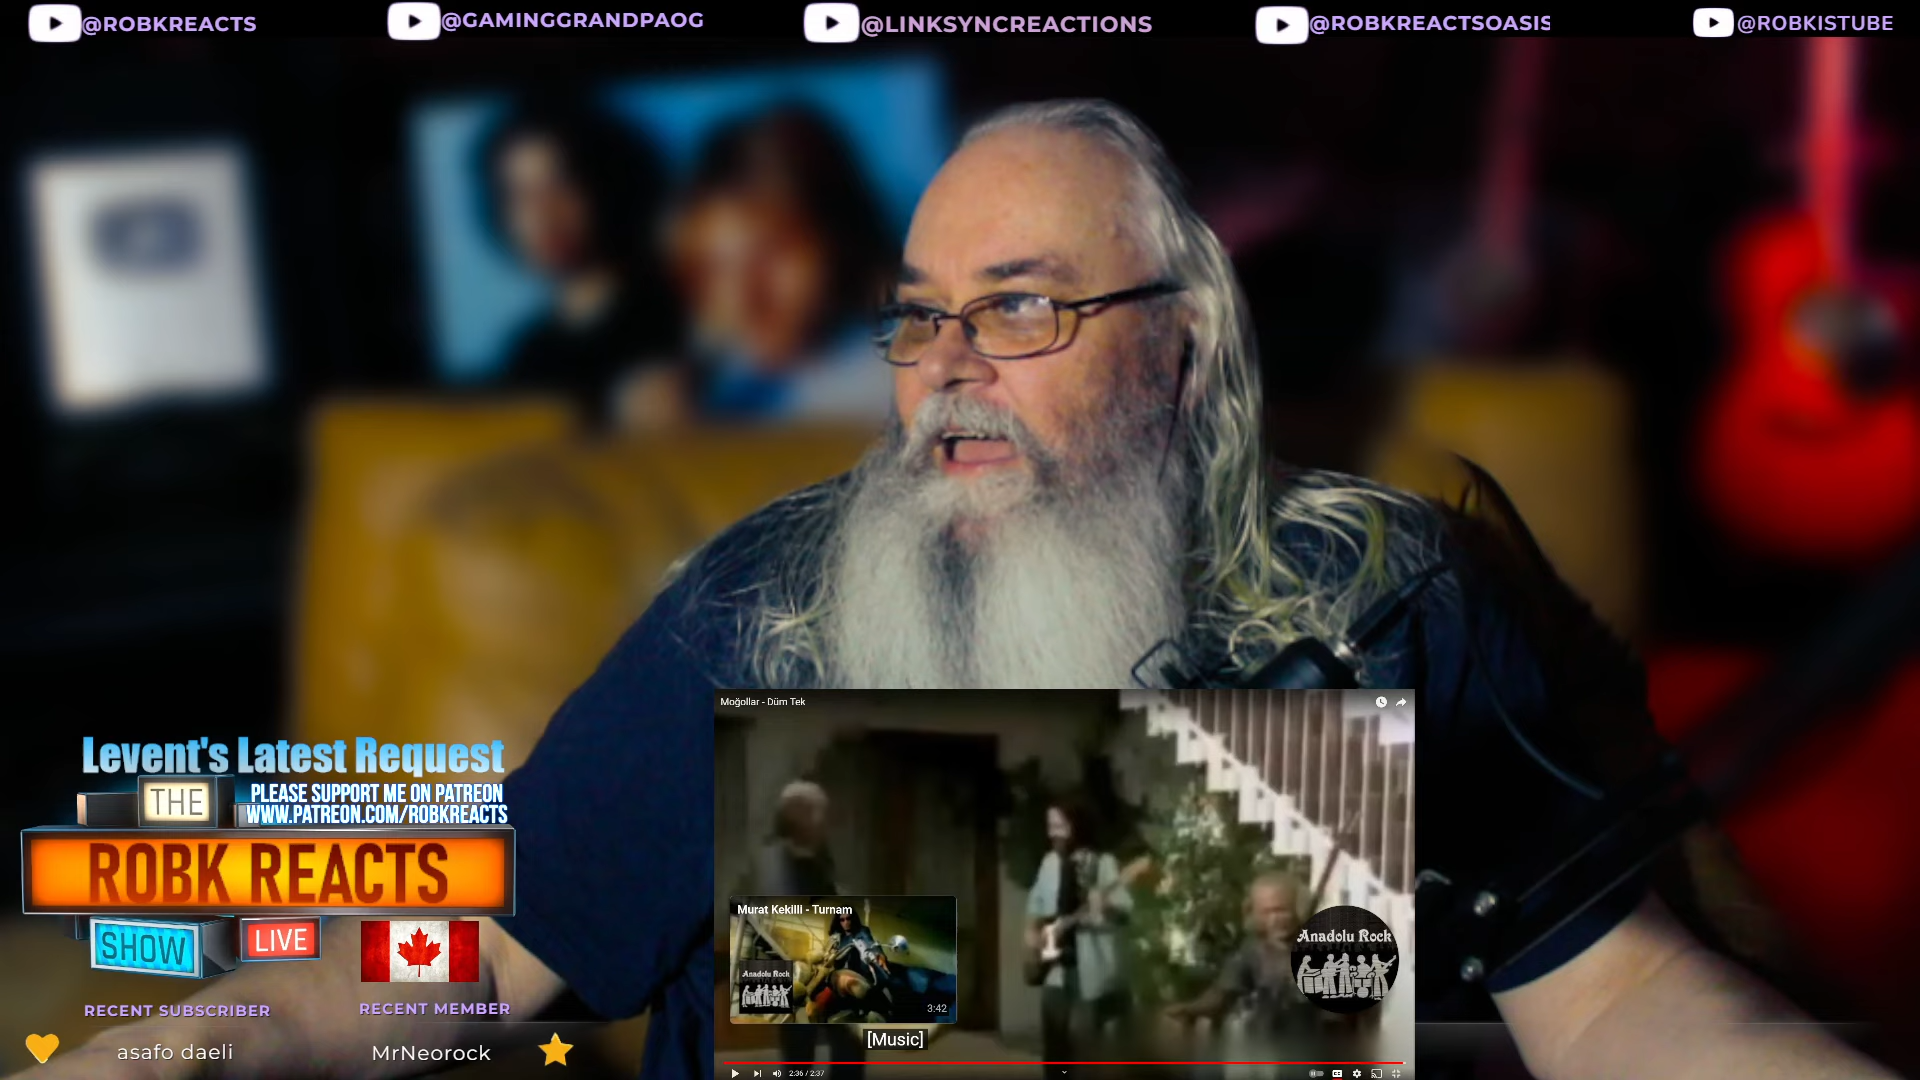 @ROBKREACTS
@GAMINGGRANDPAOG
@LINKSYNCREACTIONS
@ROBKREACTSOASIS
@ROBKISTUBE
Moğollar - Düm Tek
Levent's Latest Request
THE
PLEASE SUPPORT ME ON PATREON
WWW.PATREON.COM/ROBKREACTS
ROBK REACTS
SHOW
LIVE
RECENT SUBSCRIBER
RECENT MEMBER
asafo daeli
MrNeorock
Murat Kekilli - Turnam
Anadolu Rock
3:42
Anadolu Rock
[Music]
2:36 / 2:37